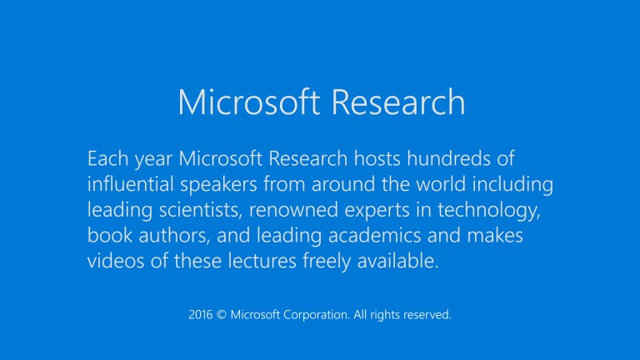 Microsoft Research
Each year Microsoft Research hosts hundreds of
influential speakers from around the world including
leading scientists, renowned experts in technology,
book authors, and leading academics and makes
videos of these lectures freely available.
2016 © Microsoft Corporation. All rights reserved.